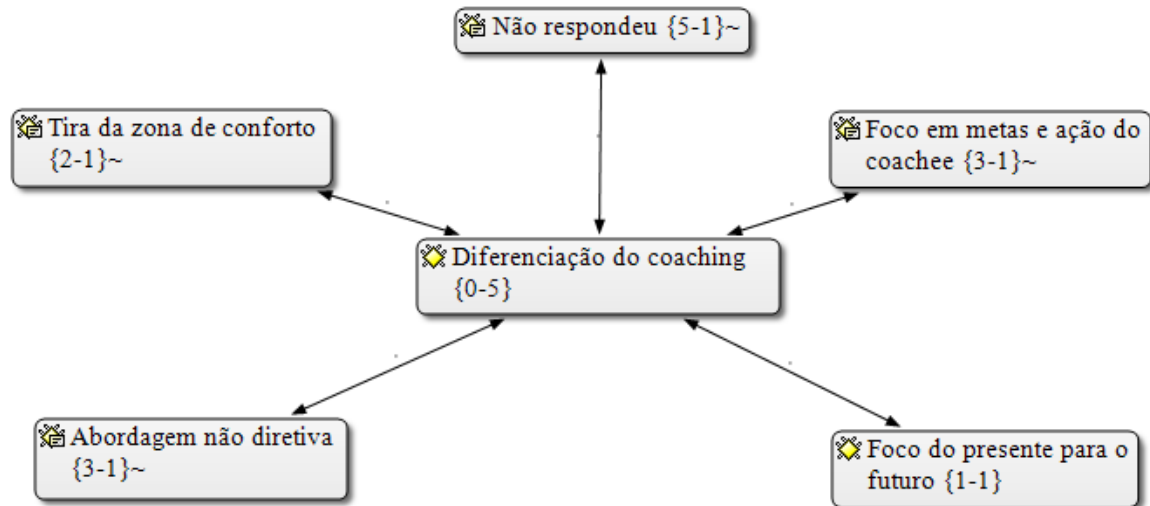 Não respondeu {5-1}~
Tira da zona de conforto
{2-1}~
Foco em metas e ação do
coachee {3-1}~
Diferenciação do coaching
{0-5}
Abordagem não diretiva
{3-1}~
Foco do presente para o
futuro {1-1}